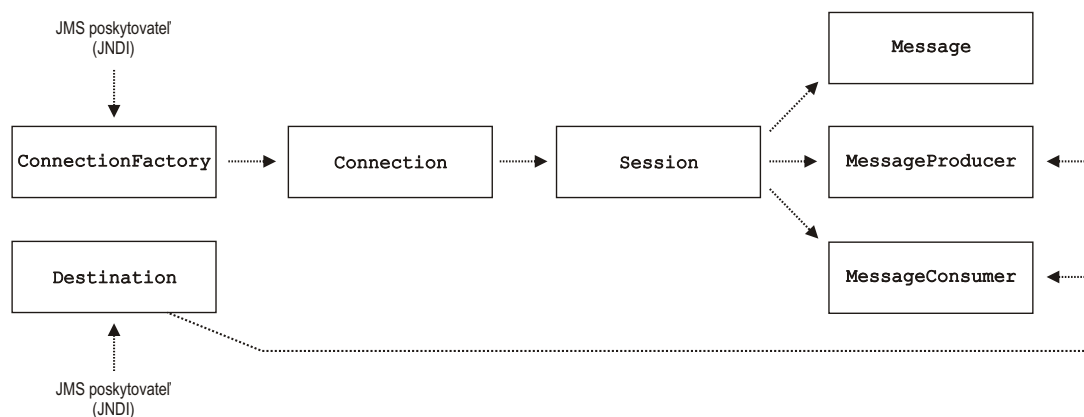 JMS poskytovateľ
(JNDI)
Message
ConnectionFactory
Connection
Session
MessageProducer
Destination
MessageConsumer
JMS poskytovateľ
(JNDI)